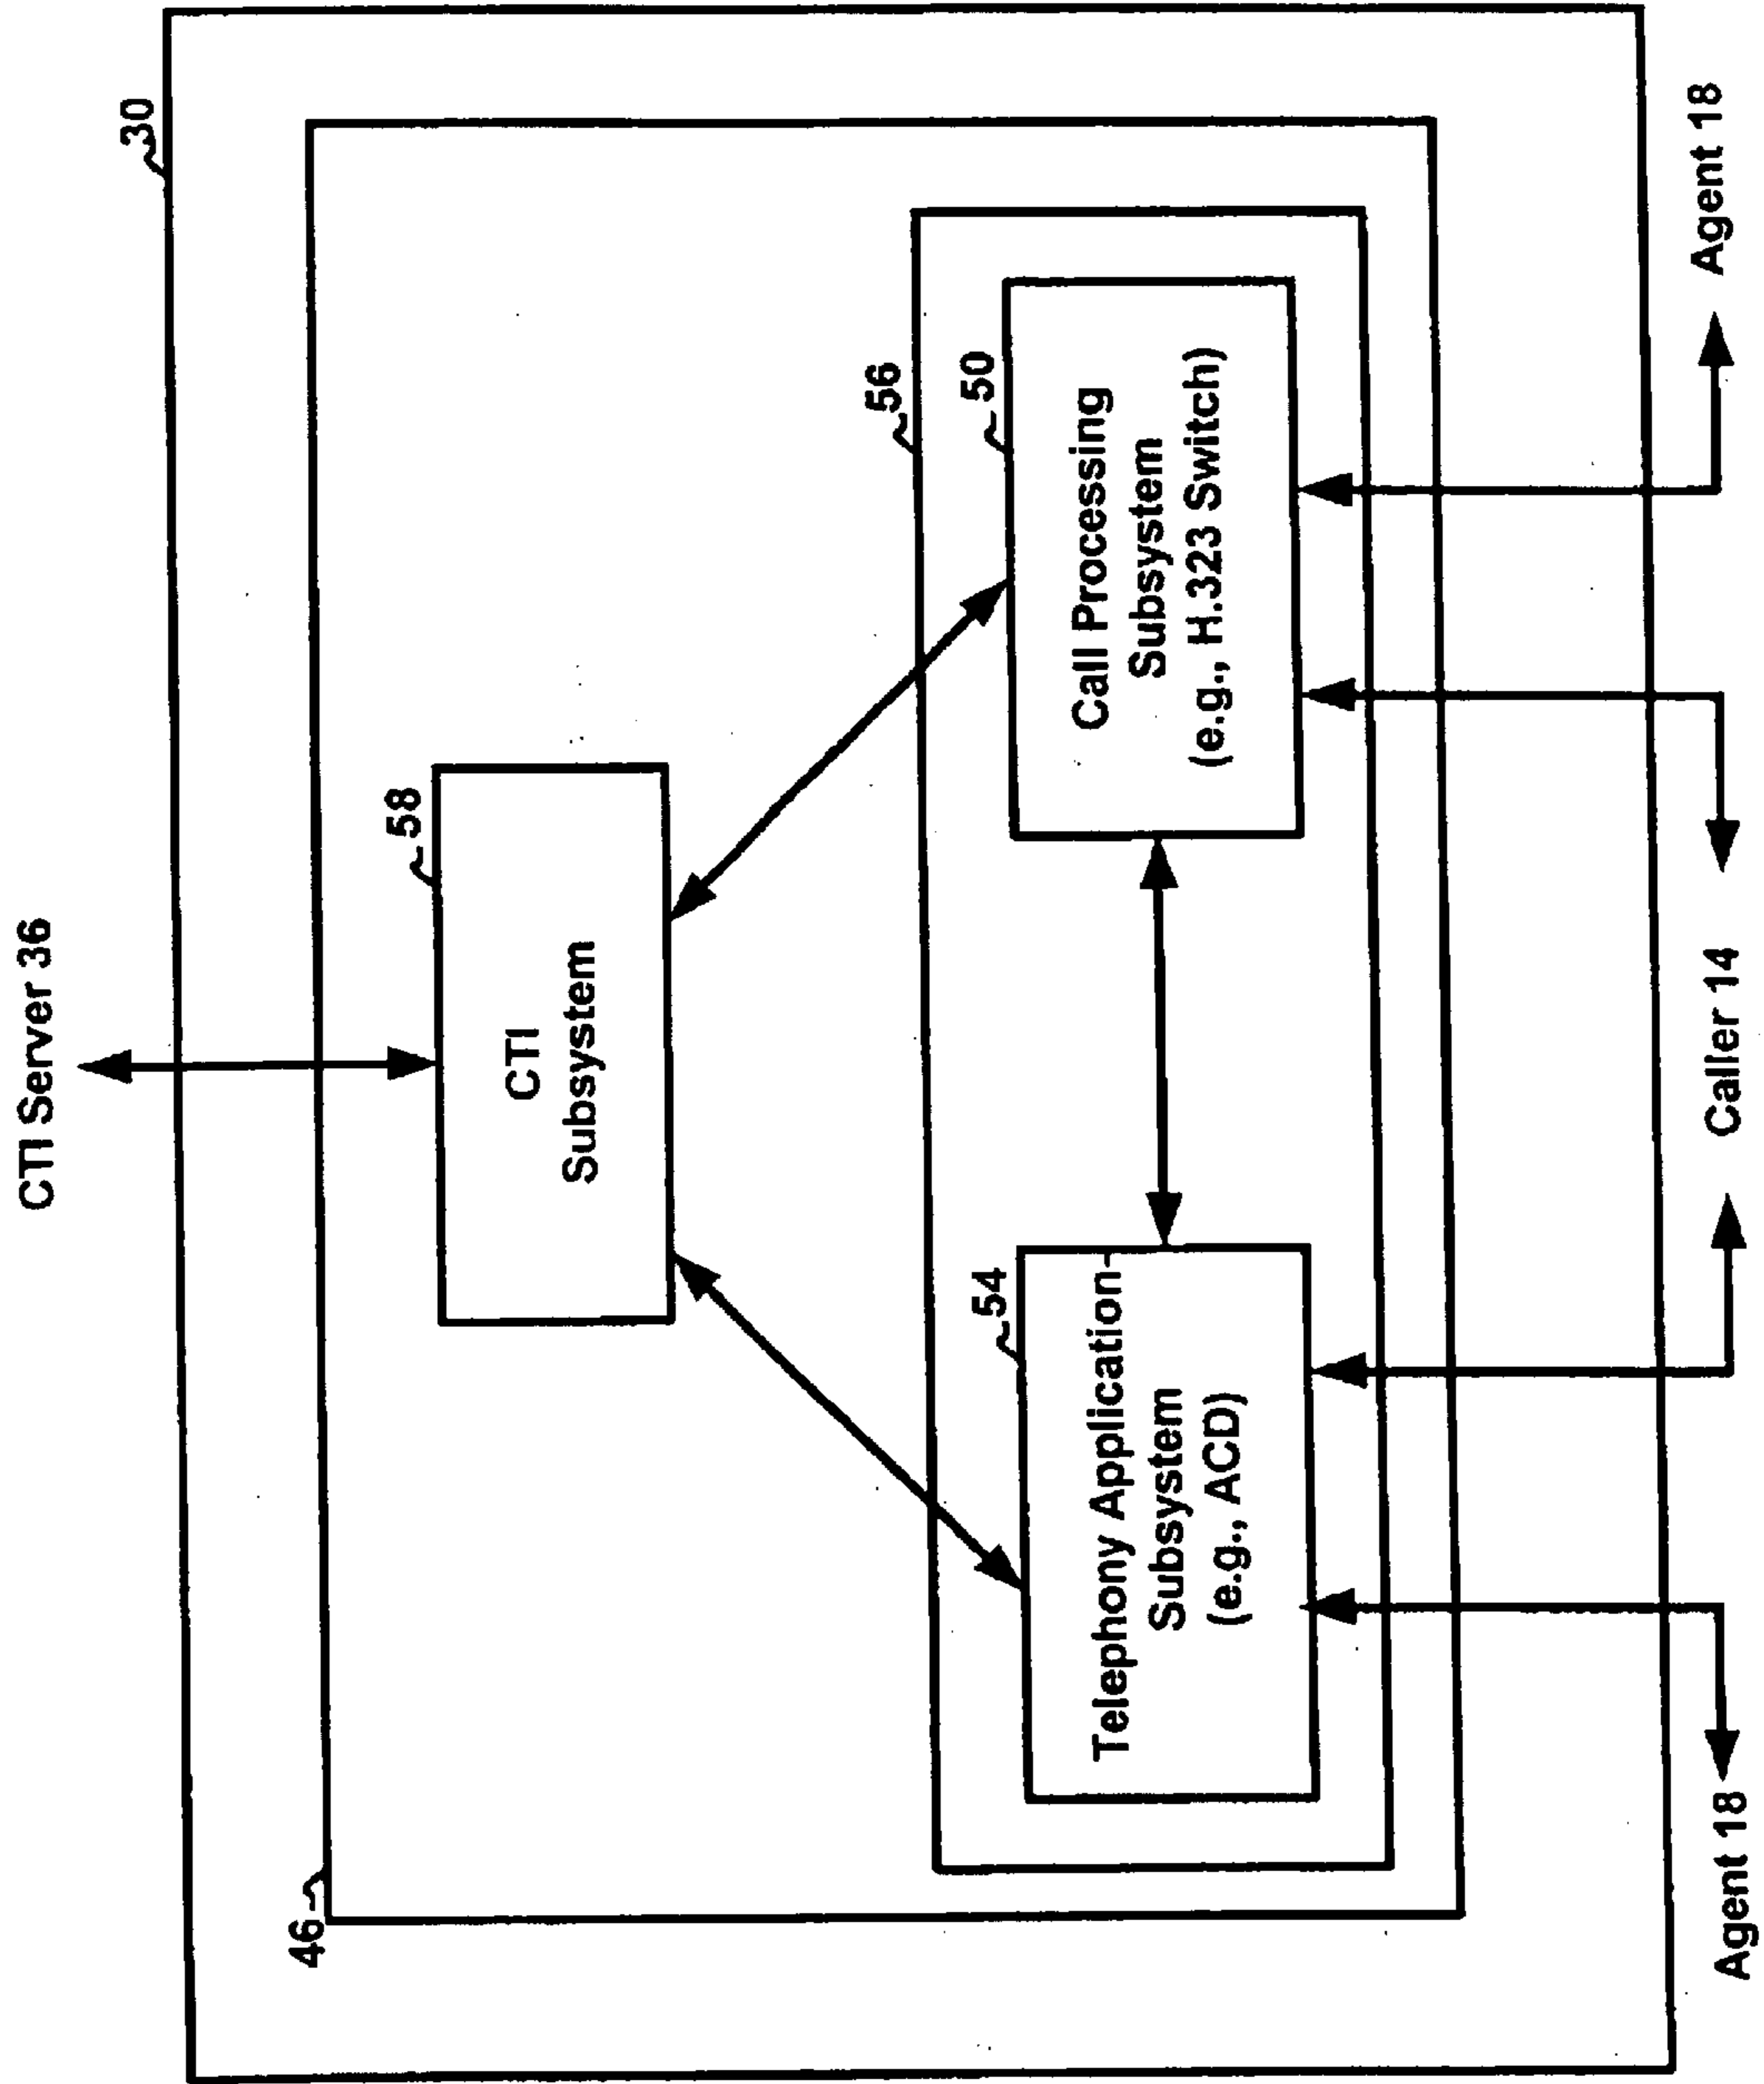 CTI Server 36
30
46
58
CTI
Subsystem
56
54
Telephony Application-
Subsystem
(e.g., ACD)
50
Call Processing
Subsystem
(e.g., H.323 Switch)
Agent 18
Caller 14
Agent 18